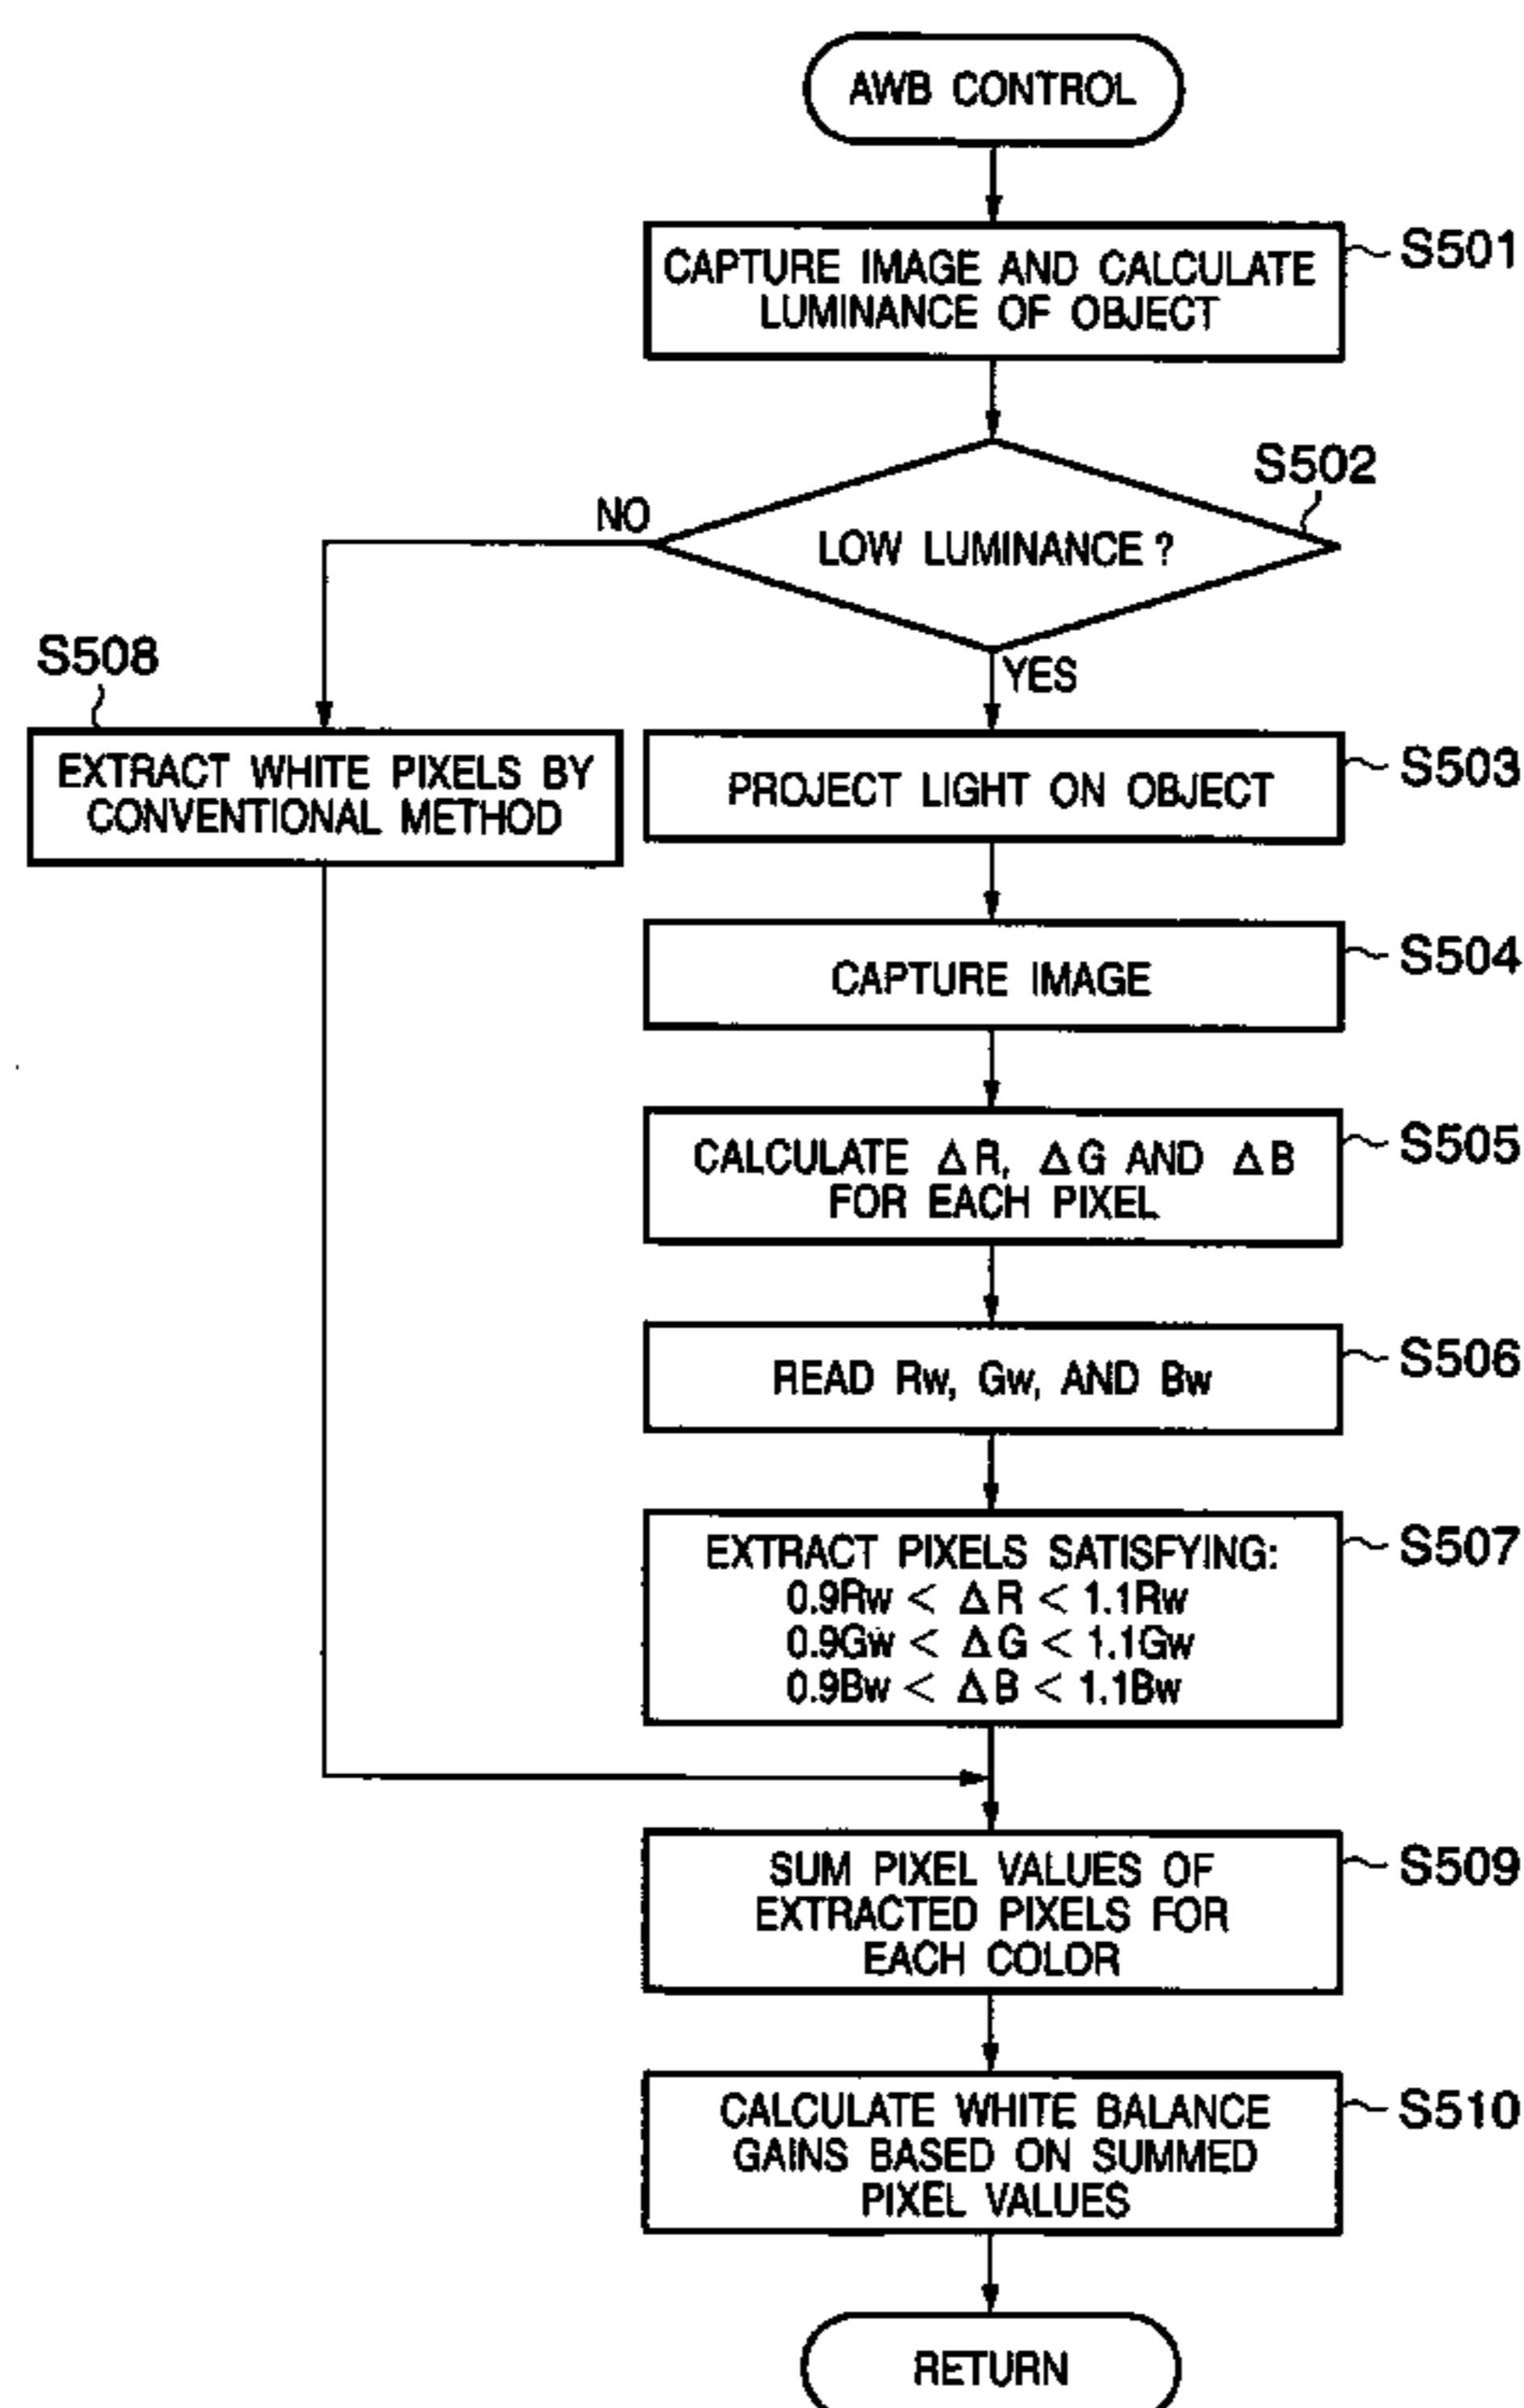 AWB CONTROL
CAPTURE IMAGE AND CALCULATE
LUMINANCE OF OBJECT
S501
S502
NO
LOW LUMINANCE ?
YES
S508
EXTRACT WHITE PIXELS BY
CONVENTIONAL METHOD
PROJECT LIGHT ON OBJECT
S503
CAPTURE IMAGE
S504
CALCULATE ΔR, ΔG AND ΔB
FOR EACH PIXEL
S505
READ Rw, Gw, AND Bw
S506
EXTRACT PIXELS SATISFYING:
0.9Rw < ΔR < 1.1Rw
0.9Gw < ΔG < 1.1Gw
0.9Bw < ΔB < 1.1Bw
S507
SUM PIXEL VALUES OF
EXTRACTED PIXELS FOR
EACH COLOR
S509
CALCULATE WHITE BALANCE
GAINS BASED ON SUMMED
PIXEL VALUES
S510
RETURN